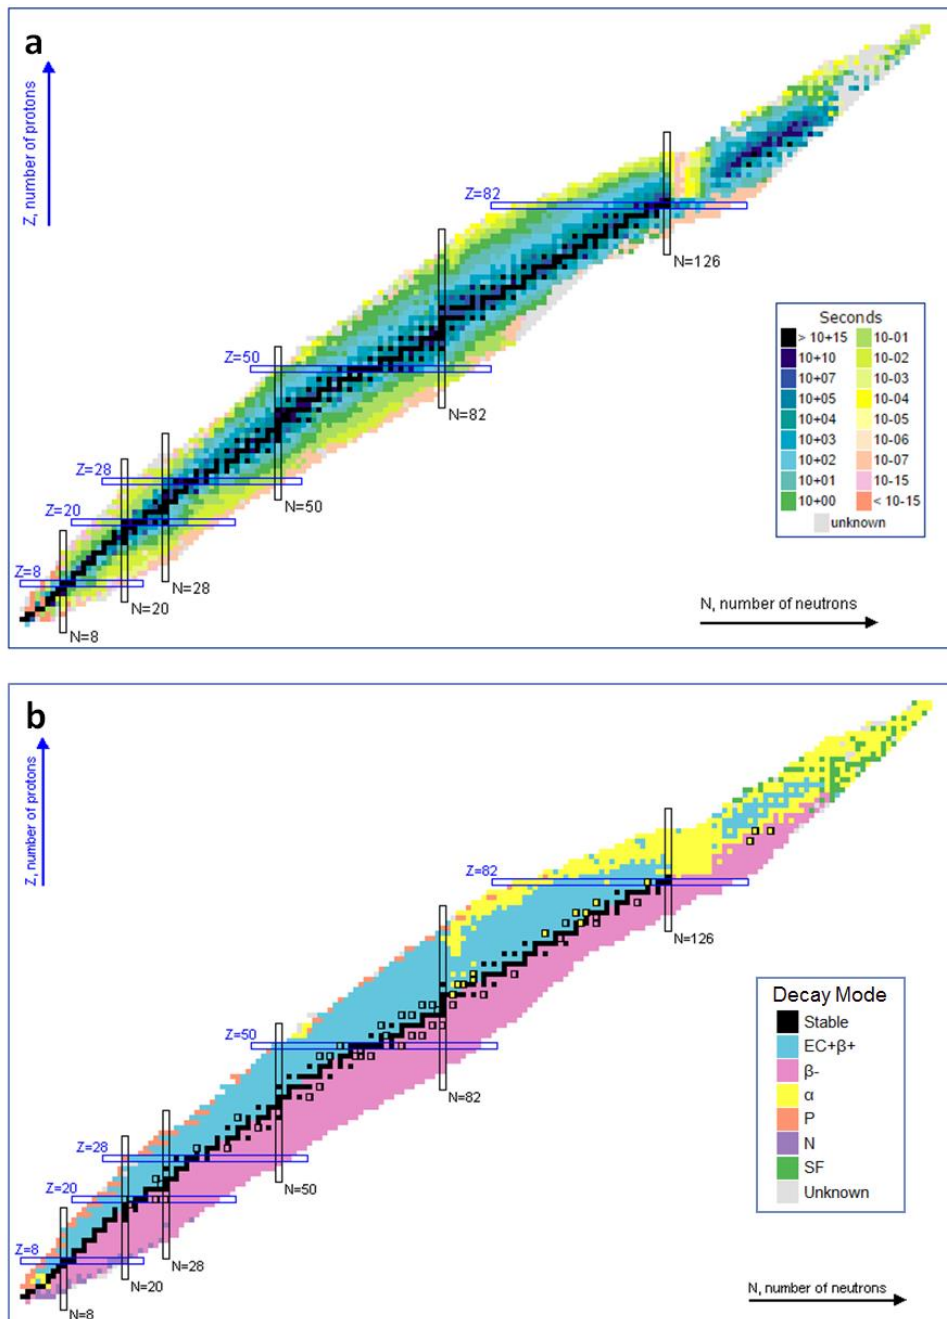 a
Z, number of protons
Z=82
N=126
Z=50
N=82
Z=28
N=50
Z=20
N=28
Z=8
N=20
N=8
Seconds
> 10+15 10-01
10+10 10-02
10+07 10-03
10+05 10-04
10+04 10-05
10+03 10-06
10+02 10-07
10+01 10-15
10+00 < 10-15
unknown
N, number of neutrons
b
Z, number of protons
Z=82
N=126
Z=50
N=82
Z=28
N=50
Z=20
N=28
Z=8
N=20
N=8
Decay Mode
Stable
EC+β+
β-
α
P
N
SF
Unknown
N, number of neutrons